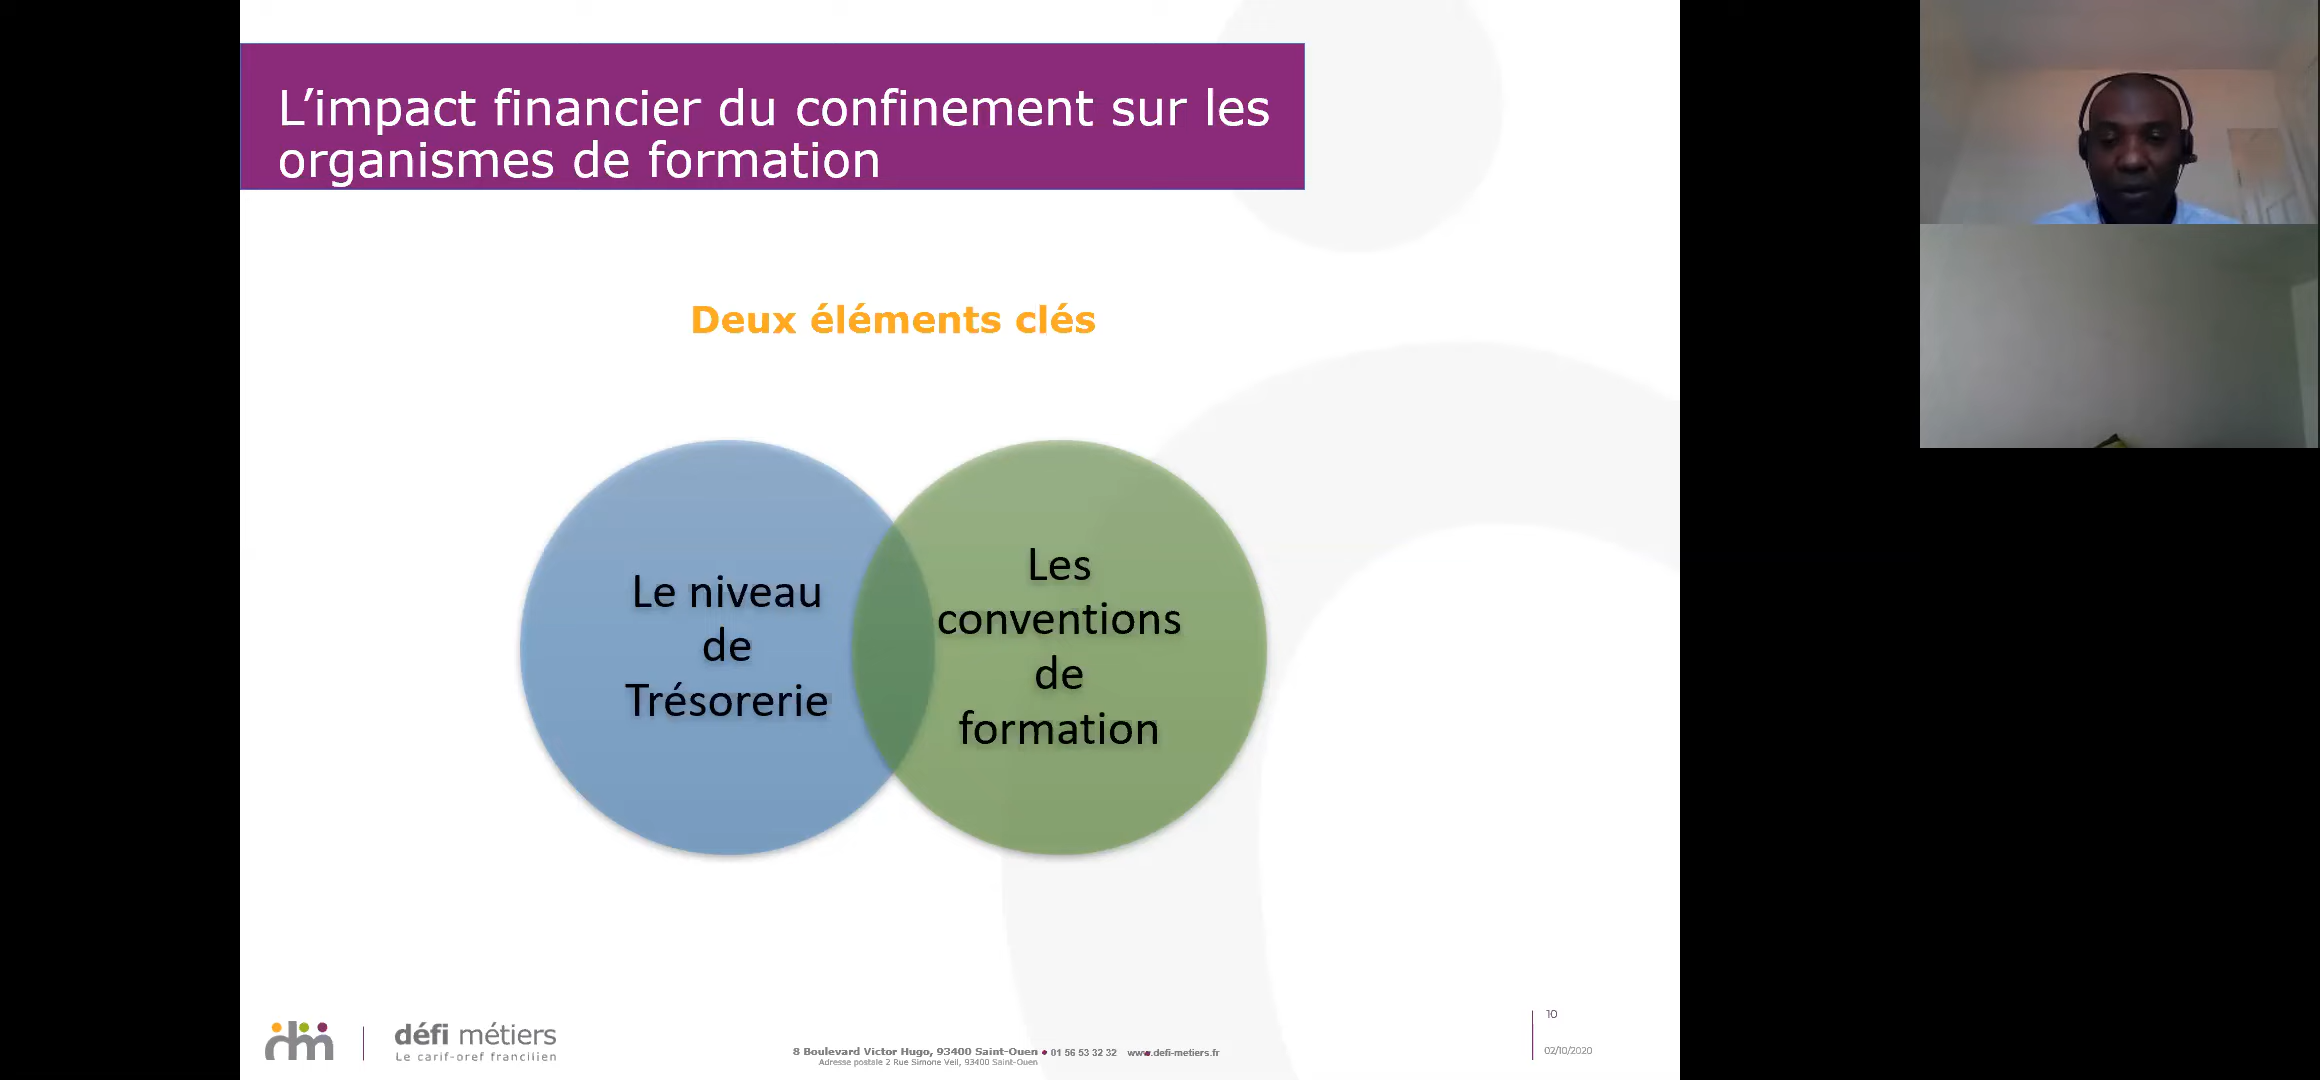 L’impact financier du confinement sur les
organismes de formation
Deux éléments clés
Le niveau
de
Trésorerie
Les
conventions
de
formation
dm
défi métiers
Le carif-oref francilien
8 Boulevard Victor Hugo, 93400 Saint-Ouen • 01 56 53 32 32 www.defi-metiers.fr
Adresse postale 2 Rue Simone Veil, 93400 Saint-Ouen
10
02/10/2020